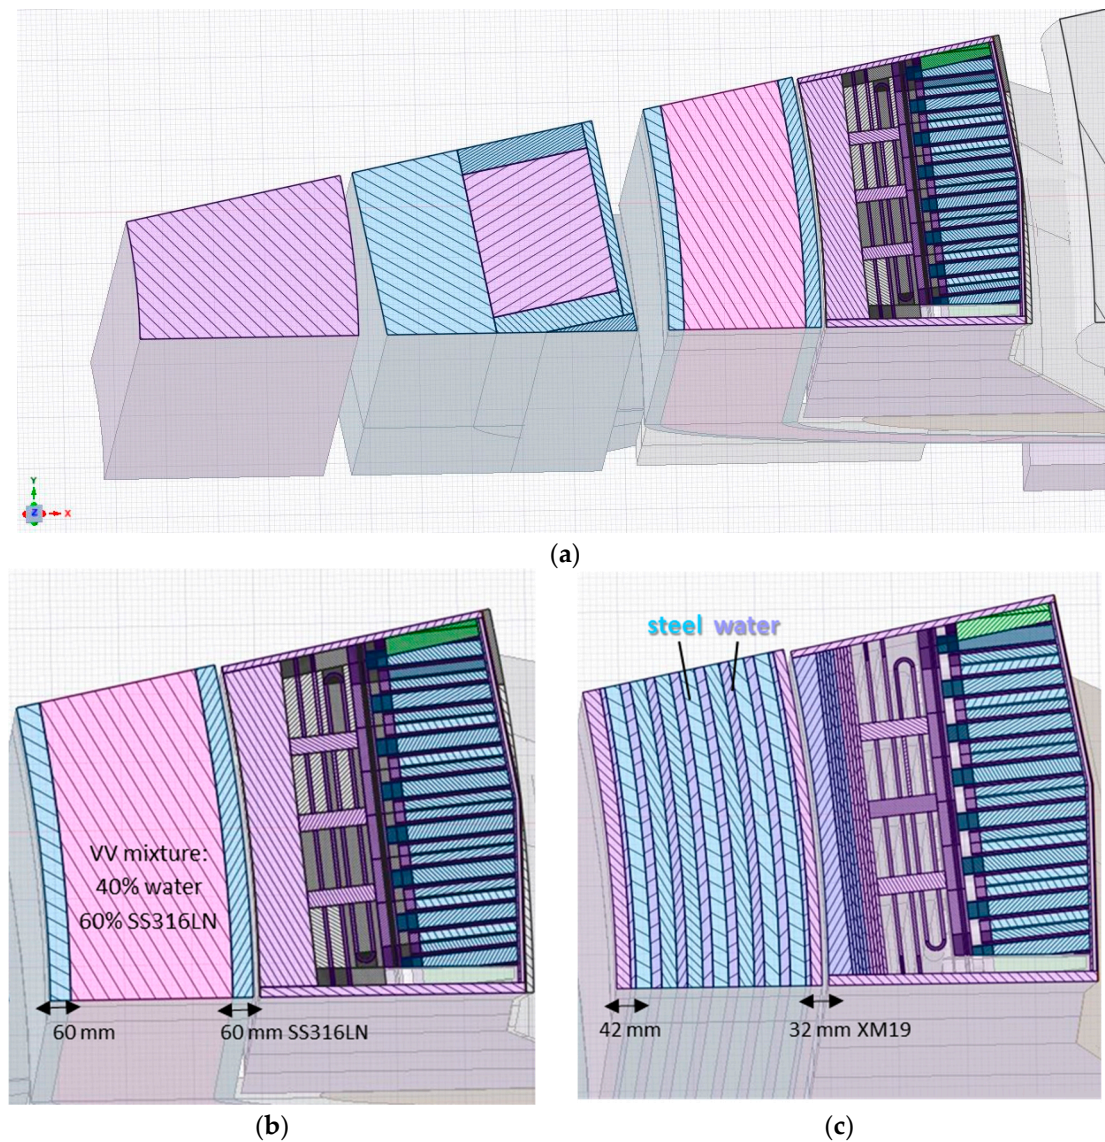 Y
Z
X
(a)
VV mixture:
40% water
60% SS316LN
60 mm
60 mm SS316LN
steel water
42 mm
32 mm XM19
(b)
(c)